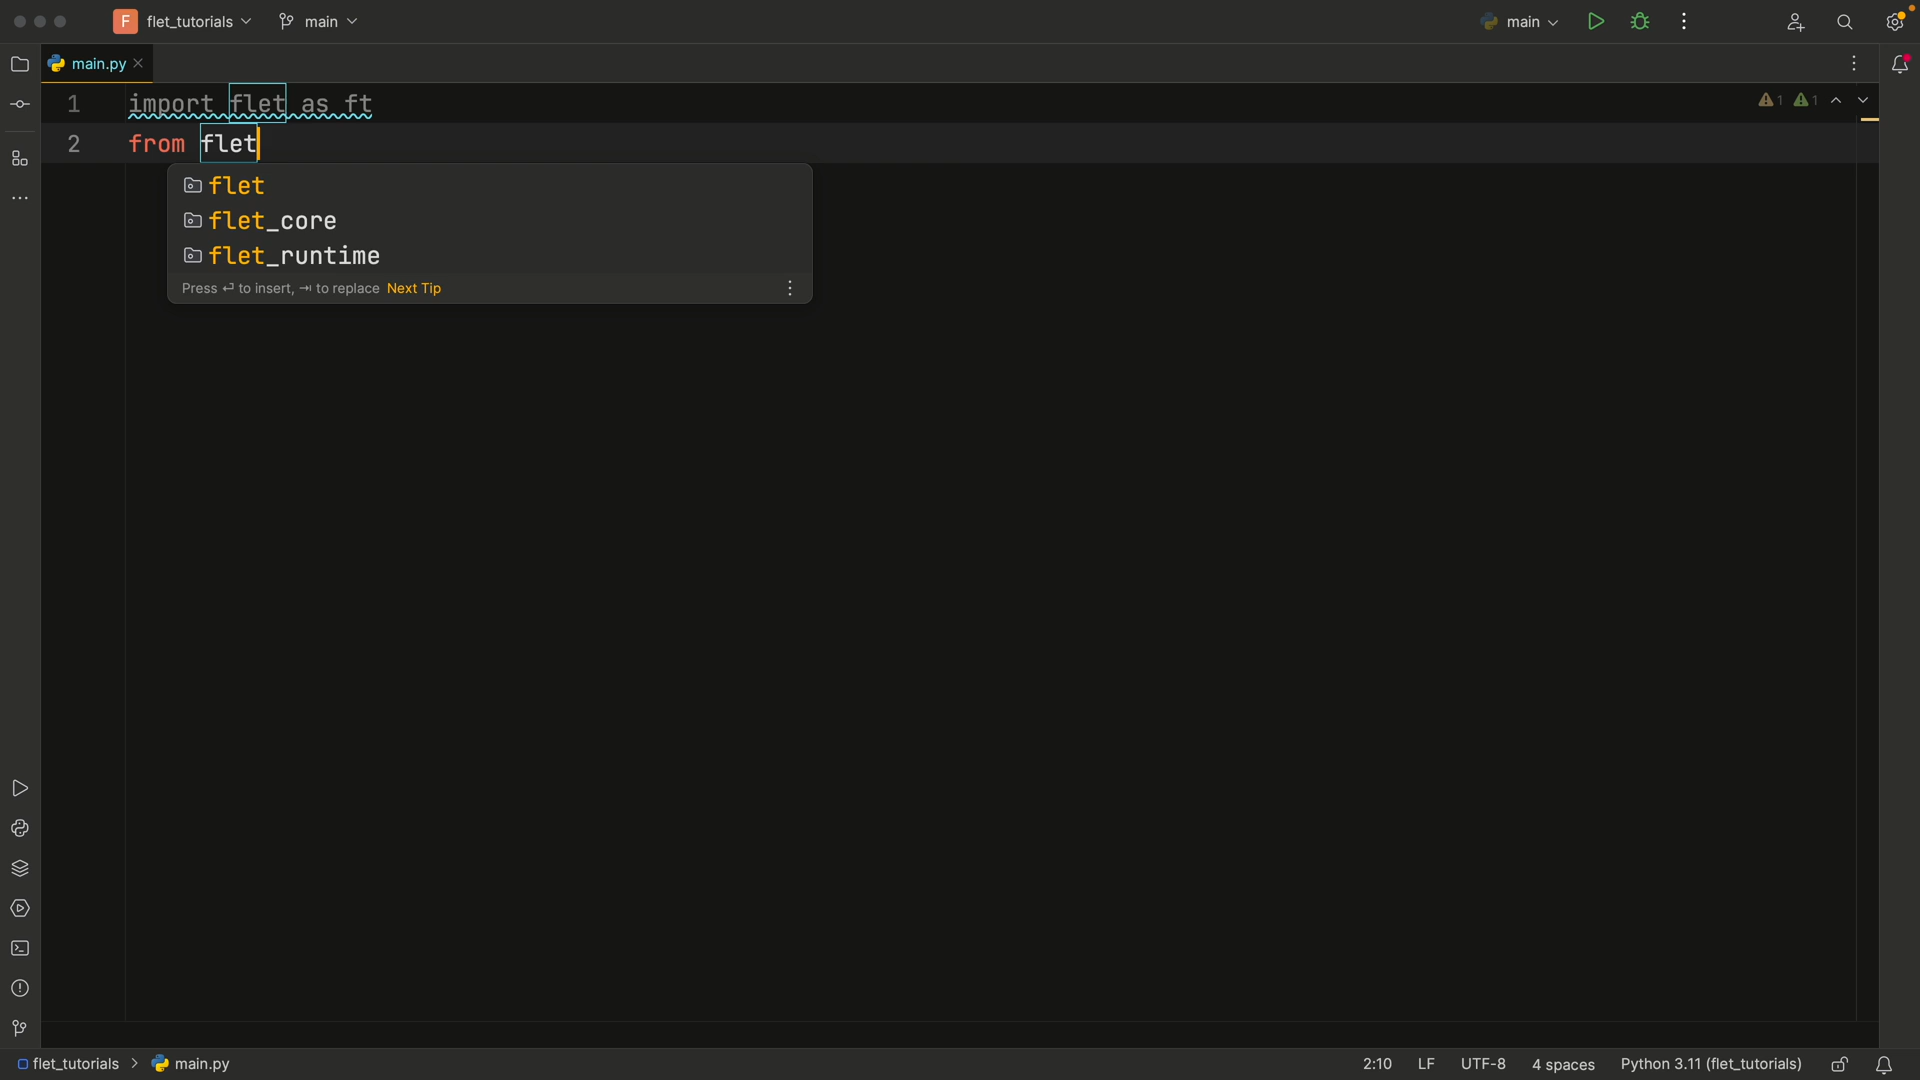 F flet_tutorials main main
main.py
1 import flet as ft 1 1
2 from flet
flet
flet_core
flet_runtime
Press ⏎ to insert, ⇥ to replace Next Tip
flet_tutorials > main.py 2:10 LF UTF-8 4 spaces Python 3.11 (flet_tutorials)